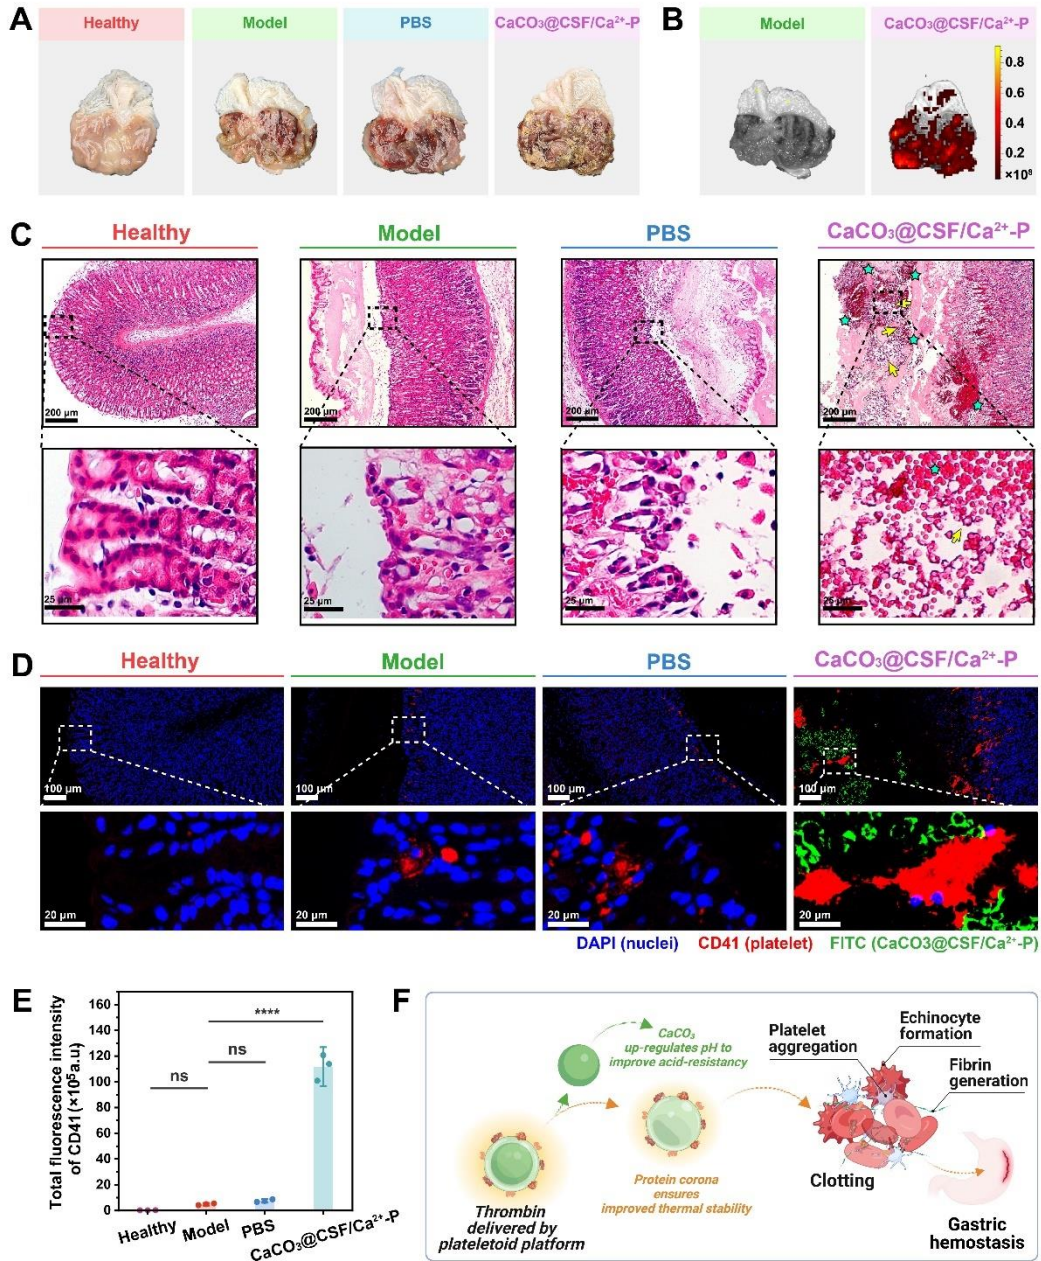 A
Healthy
Model
PBS
CaCO₃@CSF/Ca²⁺-P
B
Model
CaCO₃@CSF/Ca²⁺-P
0.8
0.6
0.4
0.2
×10⁸
C
Healthy
Model
PBS
CaCO₃@CSF/Ca²⁺-P
200 μm
200 μm
200 μm
200 μm
25 μm
25 μm
25 μm
25 μm
D
Healthy
Model
PBS
CaCO₃@CSF/Ca²⁺-P
100 μm
100 μm
100 μm
100 μm
20 μm
20 μm
20 μm
20 μm
DAPI (nuclei) CD41 (platelet) FITC (CaCO3@CSF/Ca²⁺-P)
E
Total fluorescence intensity
of CD41 (×10⁵a.u)
160
140
120
100
80
60
40
20
0
ns
ns
****
Healthy
Model
PBS
CaCO₃@CSF/Ca²⁺-P
F
CaCO₃
up-regulates pH to
improve acid-resistancy
Thrombin
delivered by
plateletoid platform
Protein corona
ensures
improved thermal stability
Platelet
aggregation
Echinocyte
formation
Fibrin
generation
Clotting
Gastric
hemostasis